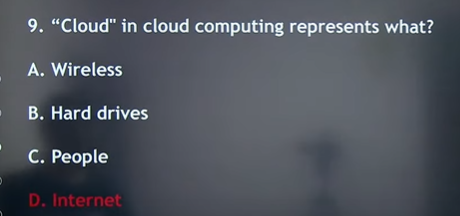 9. “Cloud" in cloud computing represents what?
A. Wireless
B. Hard drives
C. People
D. Internet